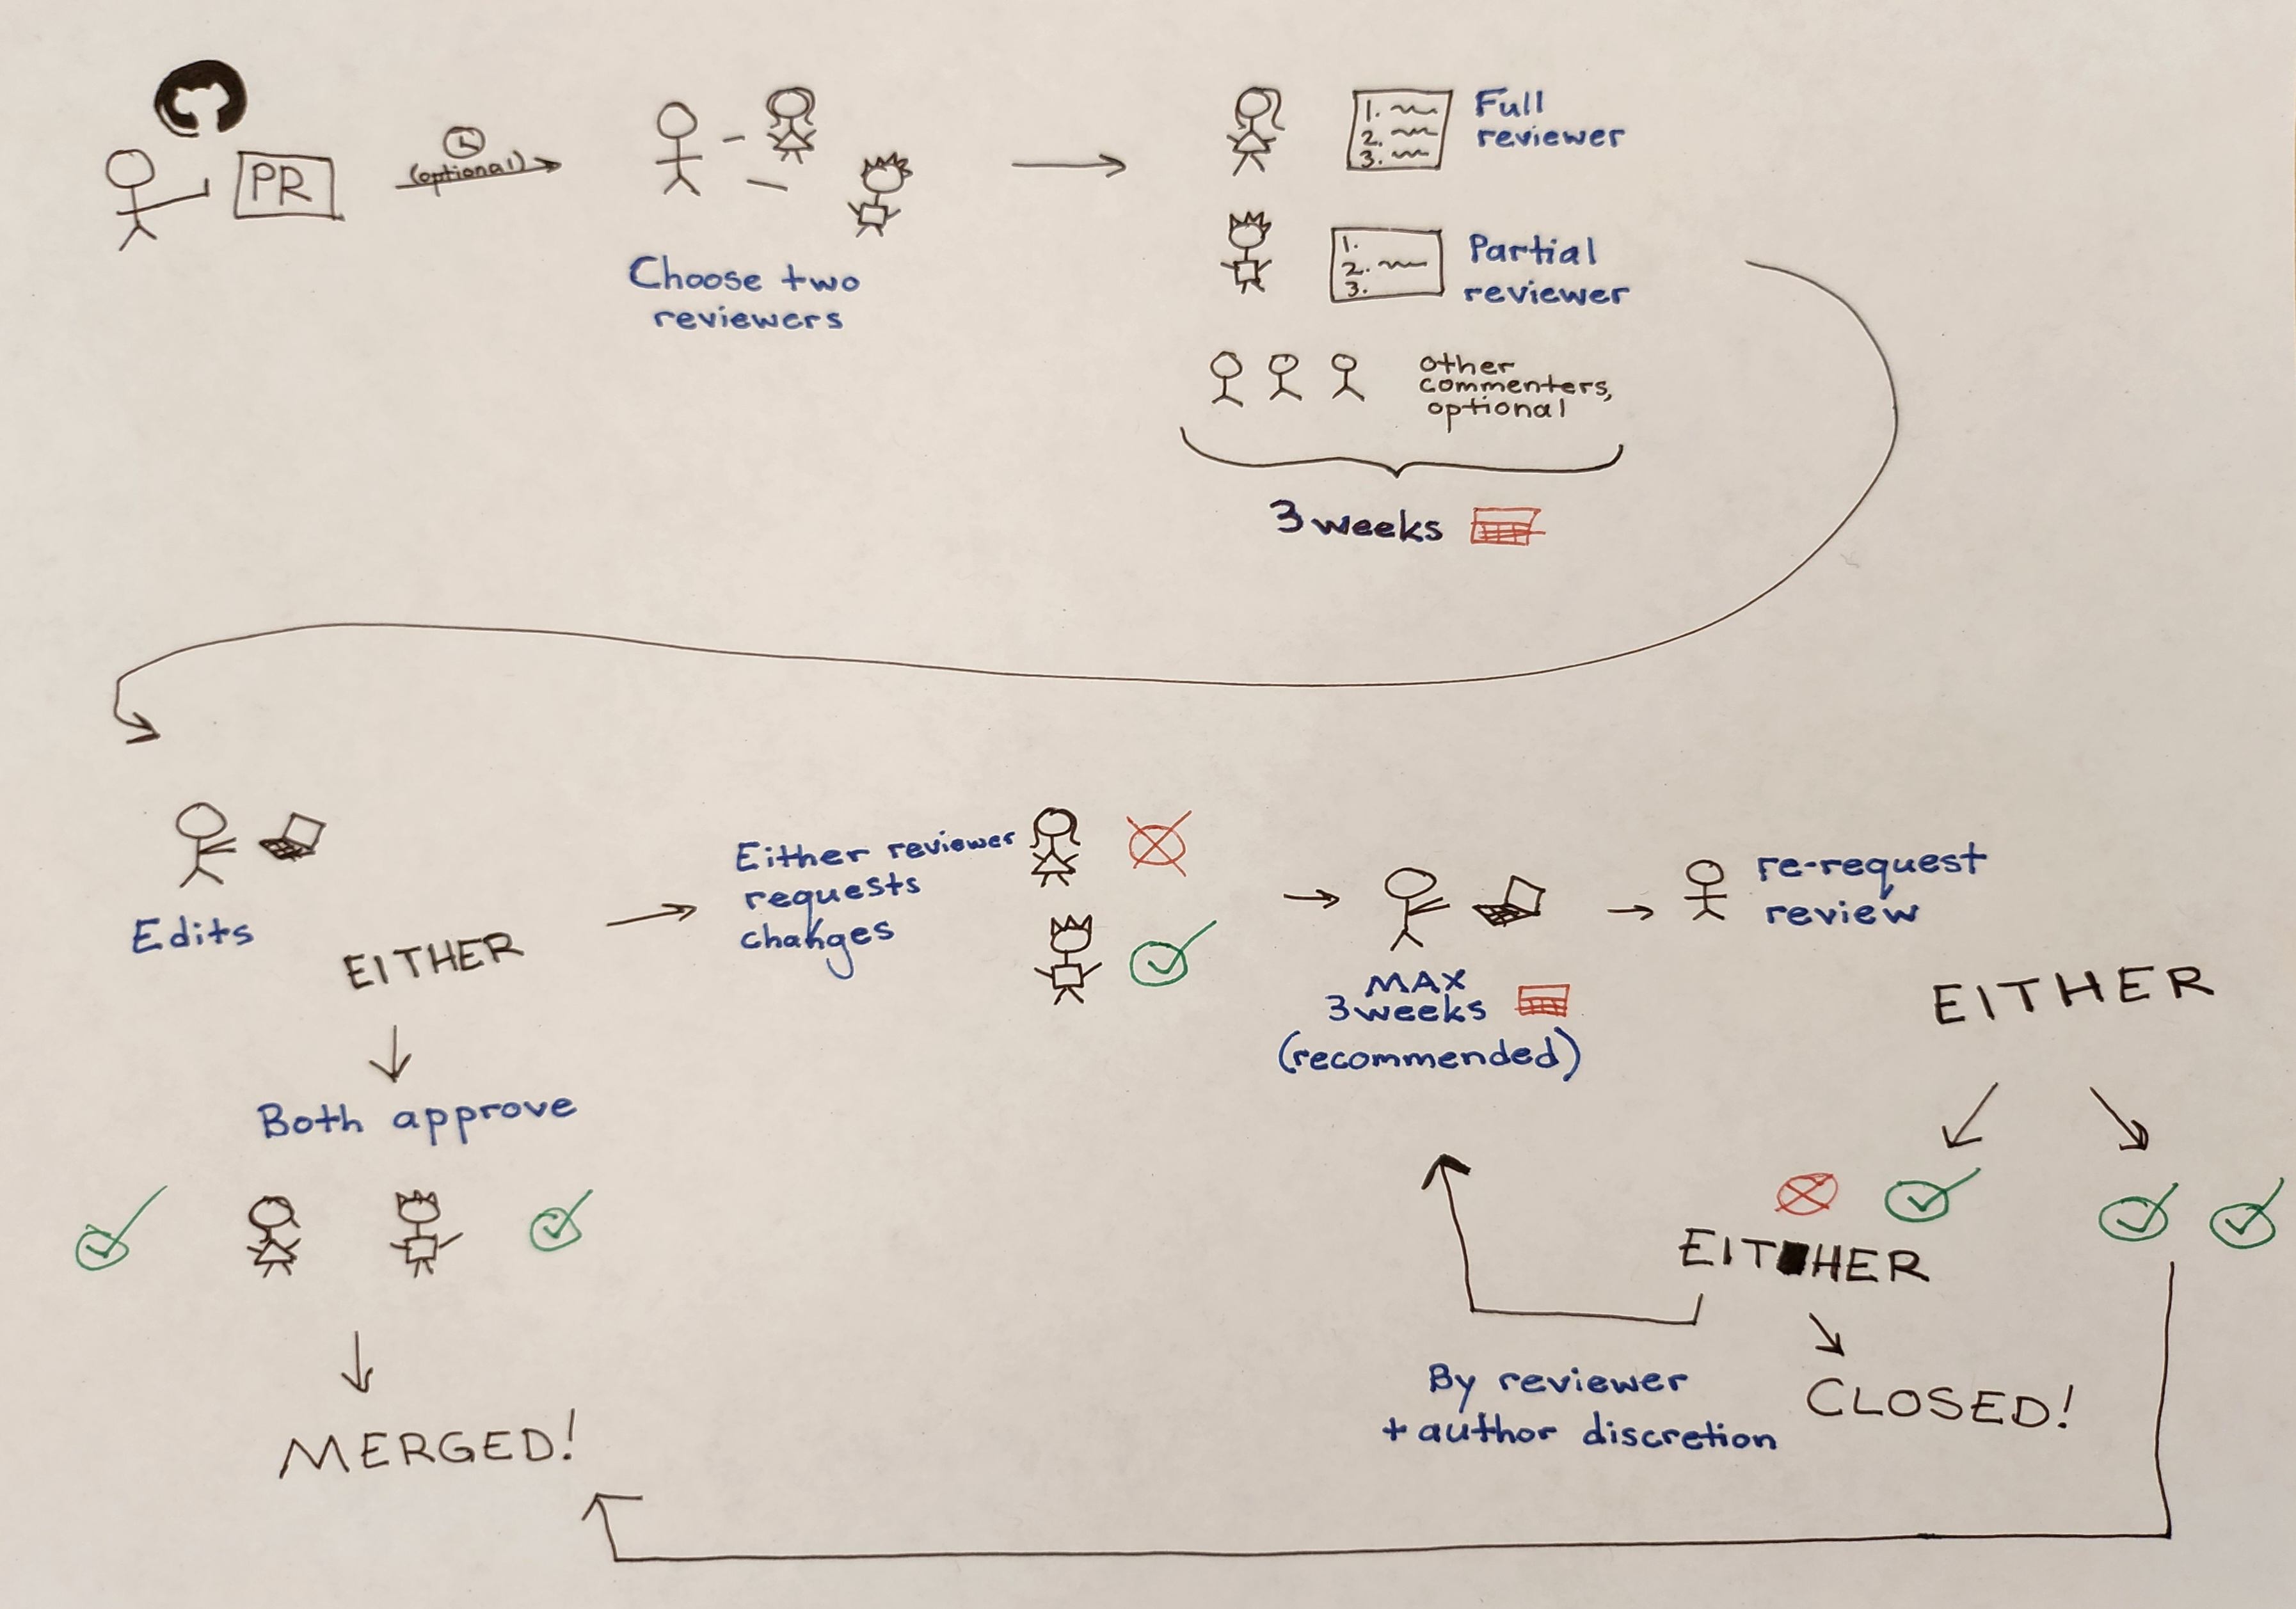 PR
(optional)
Choose two
reviewers
1.
2.
3.
Full
reviewer
1.
2.
3.
Partial
reviewer
other
commenters,
optional
3 weeks
Edits
EITHER
Either reviewer
requests
changes
MAX
3 weeks
(recommended)
re-request
review
EITHER
Both approve
MERGED!
EITHER
By reviewer
+ author discretion
CLOSED!